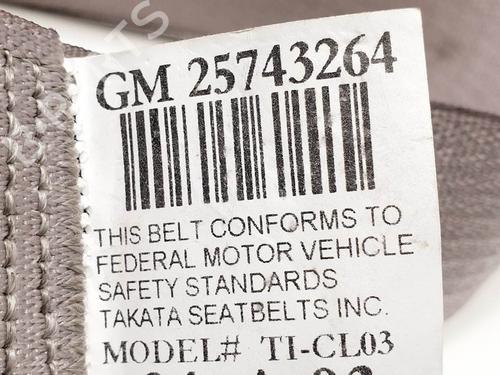 GM 25743264
THIS BELT CONFORMS TO
FEDERAL MOTOR VEHICLE
SAFETY STANDARDS
TAKATA SEATBELTS INC.
MODEL# TI-CL03